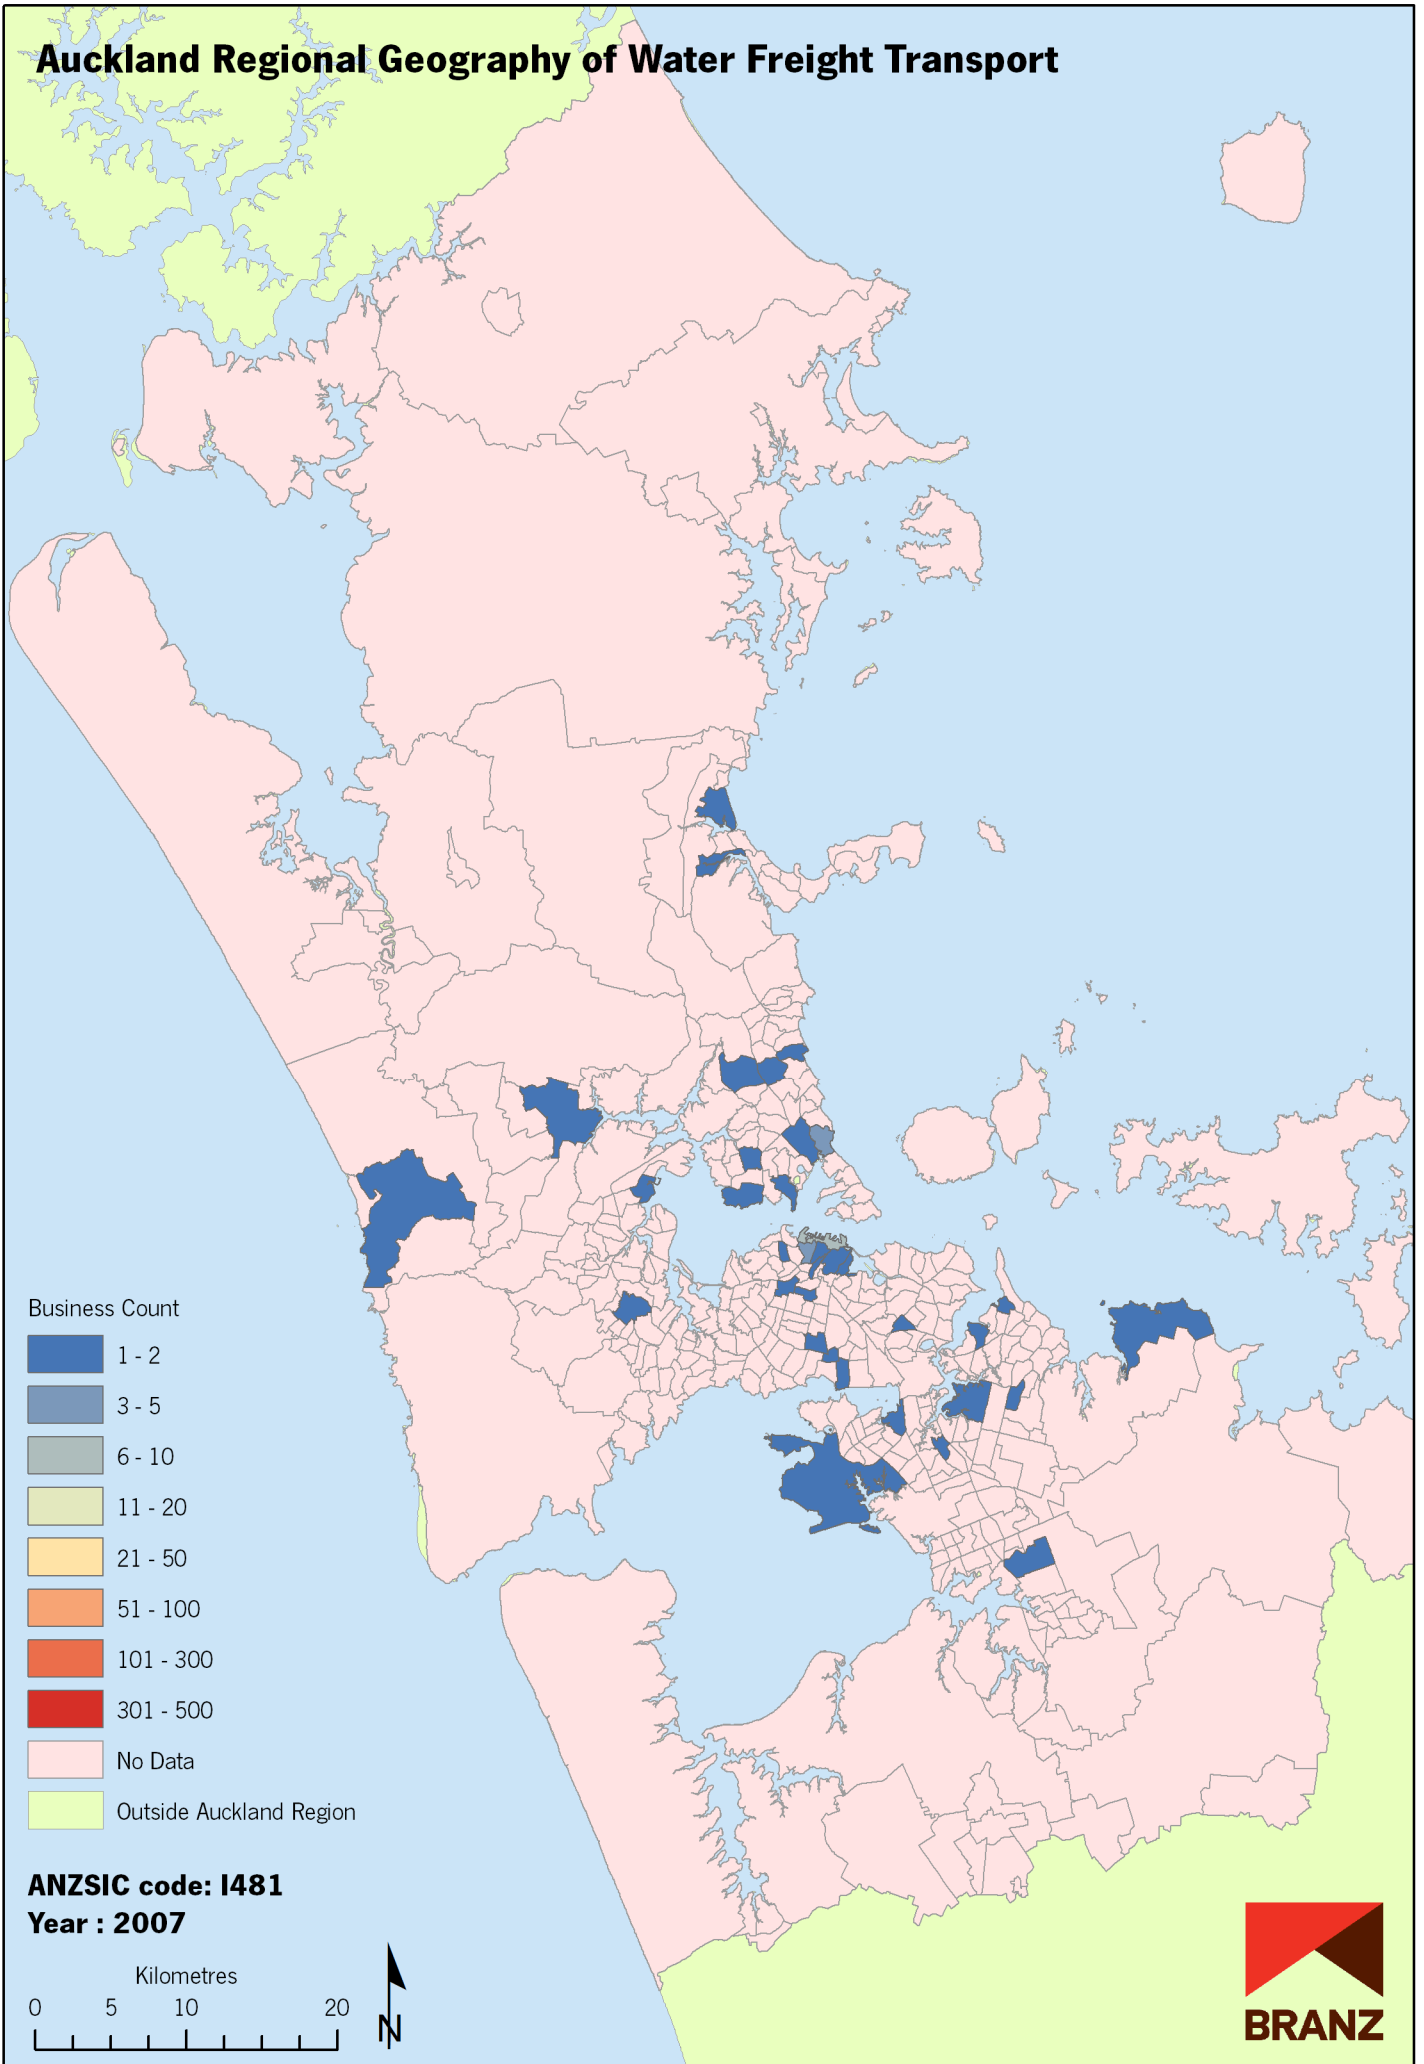 Auckland Regional Geography of Water Freight Transport
Business Count
1 - 2
3 - 5
6 - 10
11 - 20
21 - 50
51 - 100
101 - 300
301 - 500
No Data
Outside Auckland Region
ANZSIC code: I481
Year : 2007
Kilometres
0 5 10 20
N
BRANZ